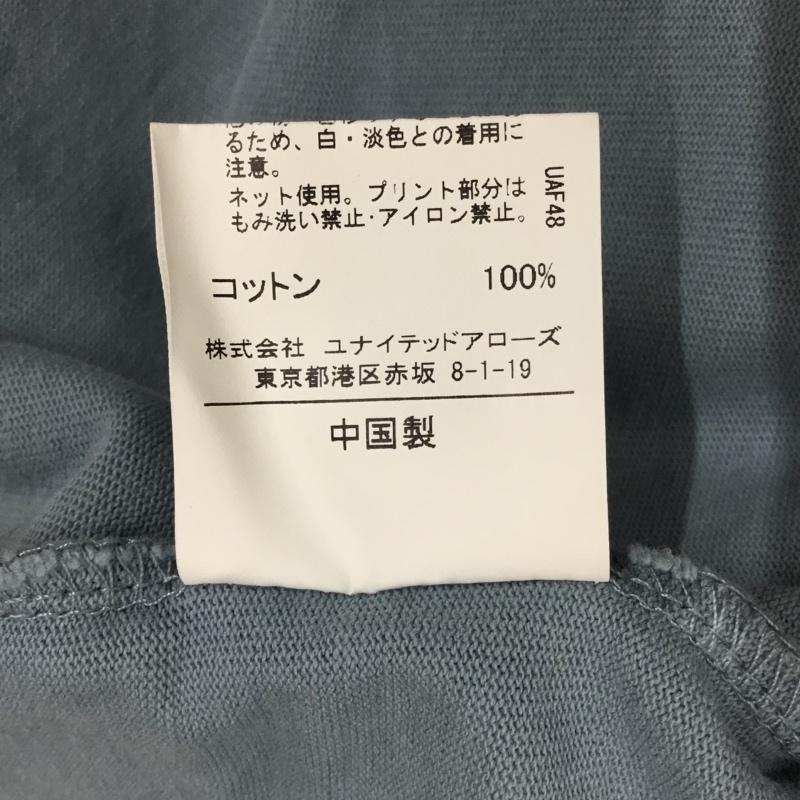 るため、白・淡色との着用に
注意。
ネット使用。プリント部分は
もみ洗い禁止・アイロン禁止。
UAF48
コットン 100%
株式会社 ユナイテッドアローズ
東京都港区赤坂 8-1-19
中国製